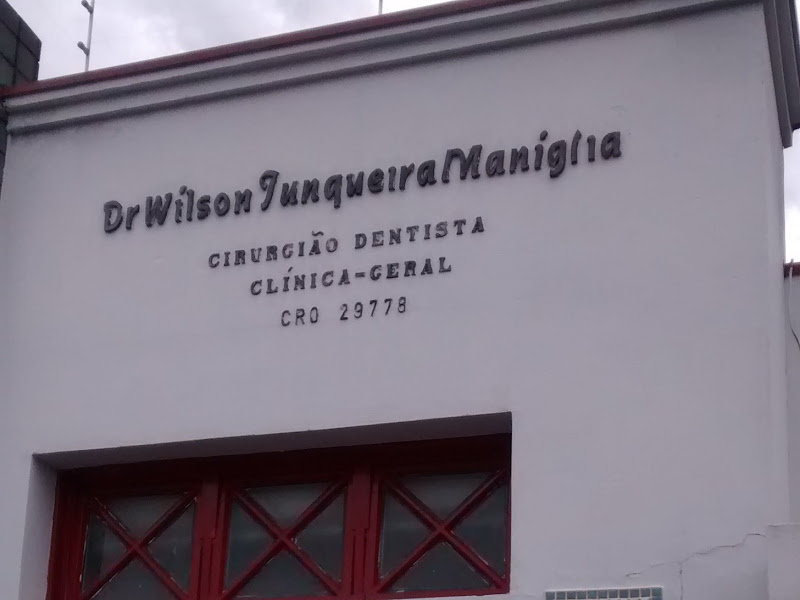 Dr Wilson Junqueira Maniglia
CIRURGIÃO DENTISTA
CLÍNICA-GERAL
CRO 29778